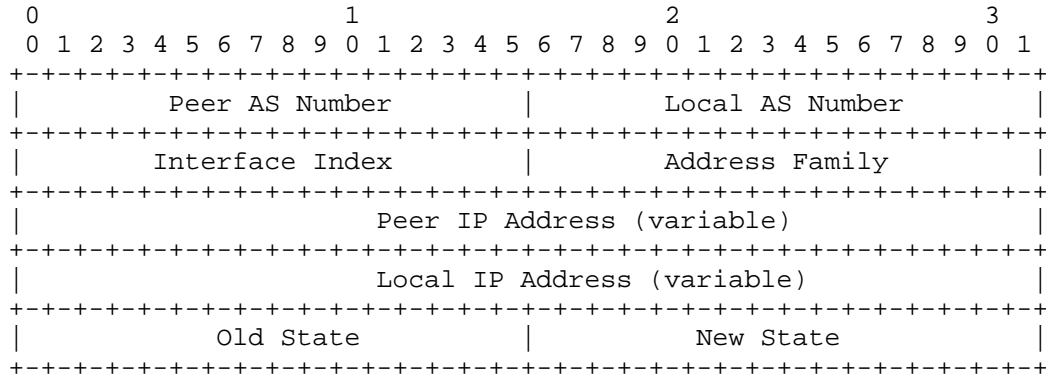 0                   1                   2                   3
 0 1 2 3 4 5 6 7 8 9 0 1 2 3 4 5 6 7 8 9 0 1 2 3 4 5 6 7 8 9 0 1
+-+-+-+-+-+-+-+-+-+-+-+-+-+-+-+-+-+-+-+-+-+-+-+-+-+-+-+-+-+-+-+-+
|         Peer AS Number        |        Local AS Number        |
+-+-+-+-+-+-+-+-+-+-+-+-+-+-+-+-+-+-+-+-+-+-+-+-+-+-+-+-+-+-+-+-+
|        Interface Index        |        Address Family         |
+-+-+-+-+-+-+-+-+-+-+-+-+-+-+-+-+-+-+-+-+-+-+-+-+-+-+-+-+-+-+-+-+
|                      Peer IP Address (variable)               |
+-+-+-+-+-+-+-+-+-+-+-+-+-+-+-+-+-+-+-+-+-+-+-+-+-+-+-+-+-+-+-+-+
|                      Local IP Address (variable)              |
+-+-+-+-+-+-+-+-+-+-+-+-+-+-+-+-+-+-+-+-+-+-+-+-+-+-+-+-+-+-+-+-+
|            Old State          |          New State            |
+-+-+-+-+-+-+-+-+-+-+-+-+-+-+-+-+-+-+-+-+-+-+-+-+-+-+-+-+-+-+-+-+